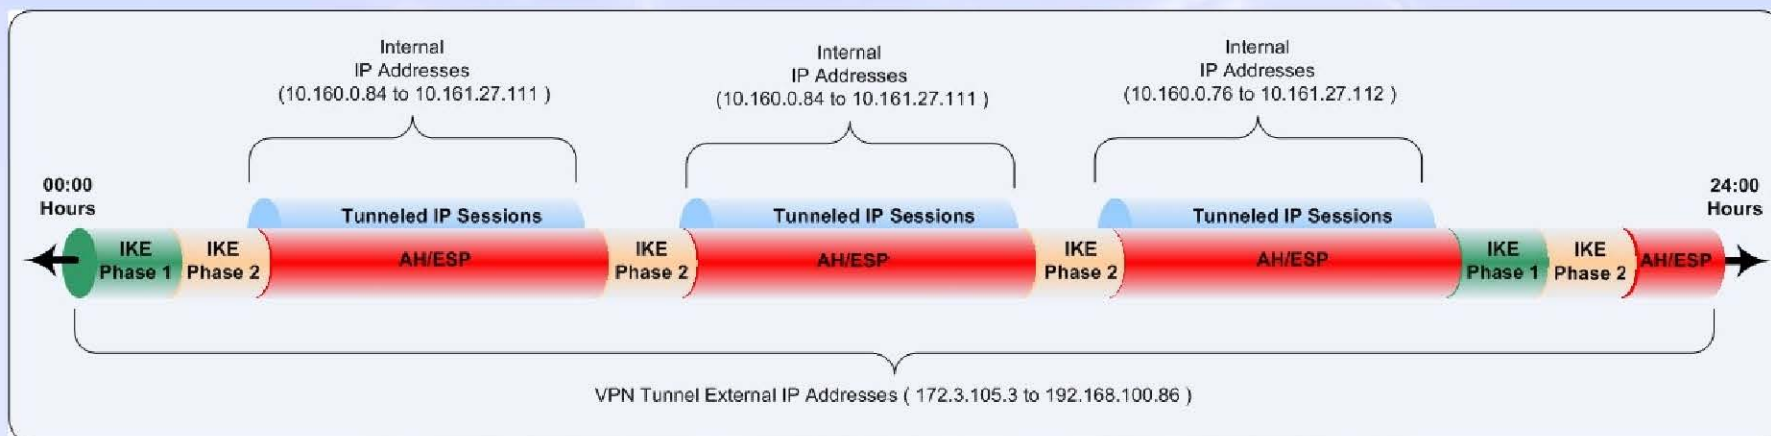 Internal
IP Addresses
(10.160.0.84 to 10.161.27.111 )
Internal
IP Addresses
(10.160.0.84 to 10.161.27.111 )
Internal
IP Addresses
(10.160.0.76 to 10.161.27.112 )
00:00
Hours
24:00
Hours
Tunneled IP Sessions
Tunneled IP Sessions
Tunneled IP Sessions
IKE
Phase 1
IKE
Phase 2
AH/ESP
IKE
Phase 2
AH/ESP
IKE
Phase 2
AH/ESP
IKE
Phase 1
IKE
Phase 2
AH/ESP
VPN Tunnel External IP Addresses ( 172.3.105.3 to 192.168.100.86 )